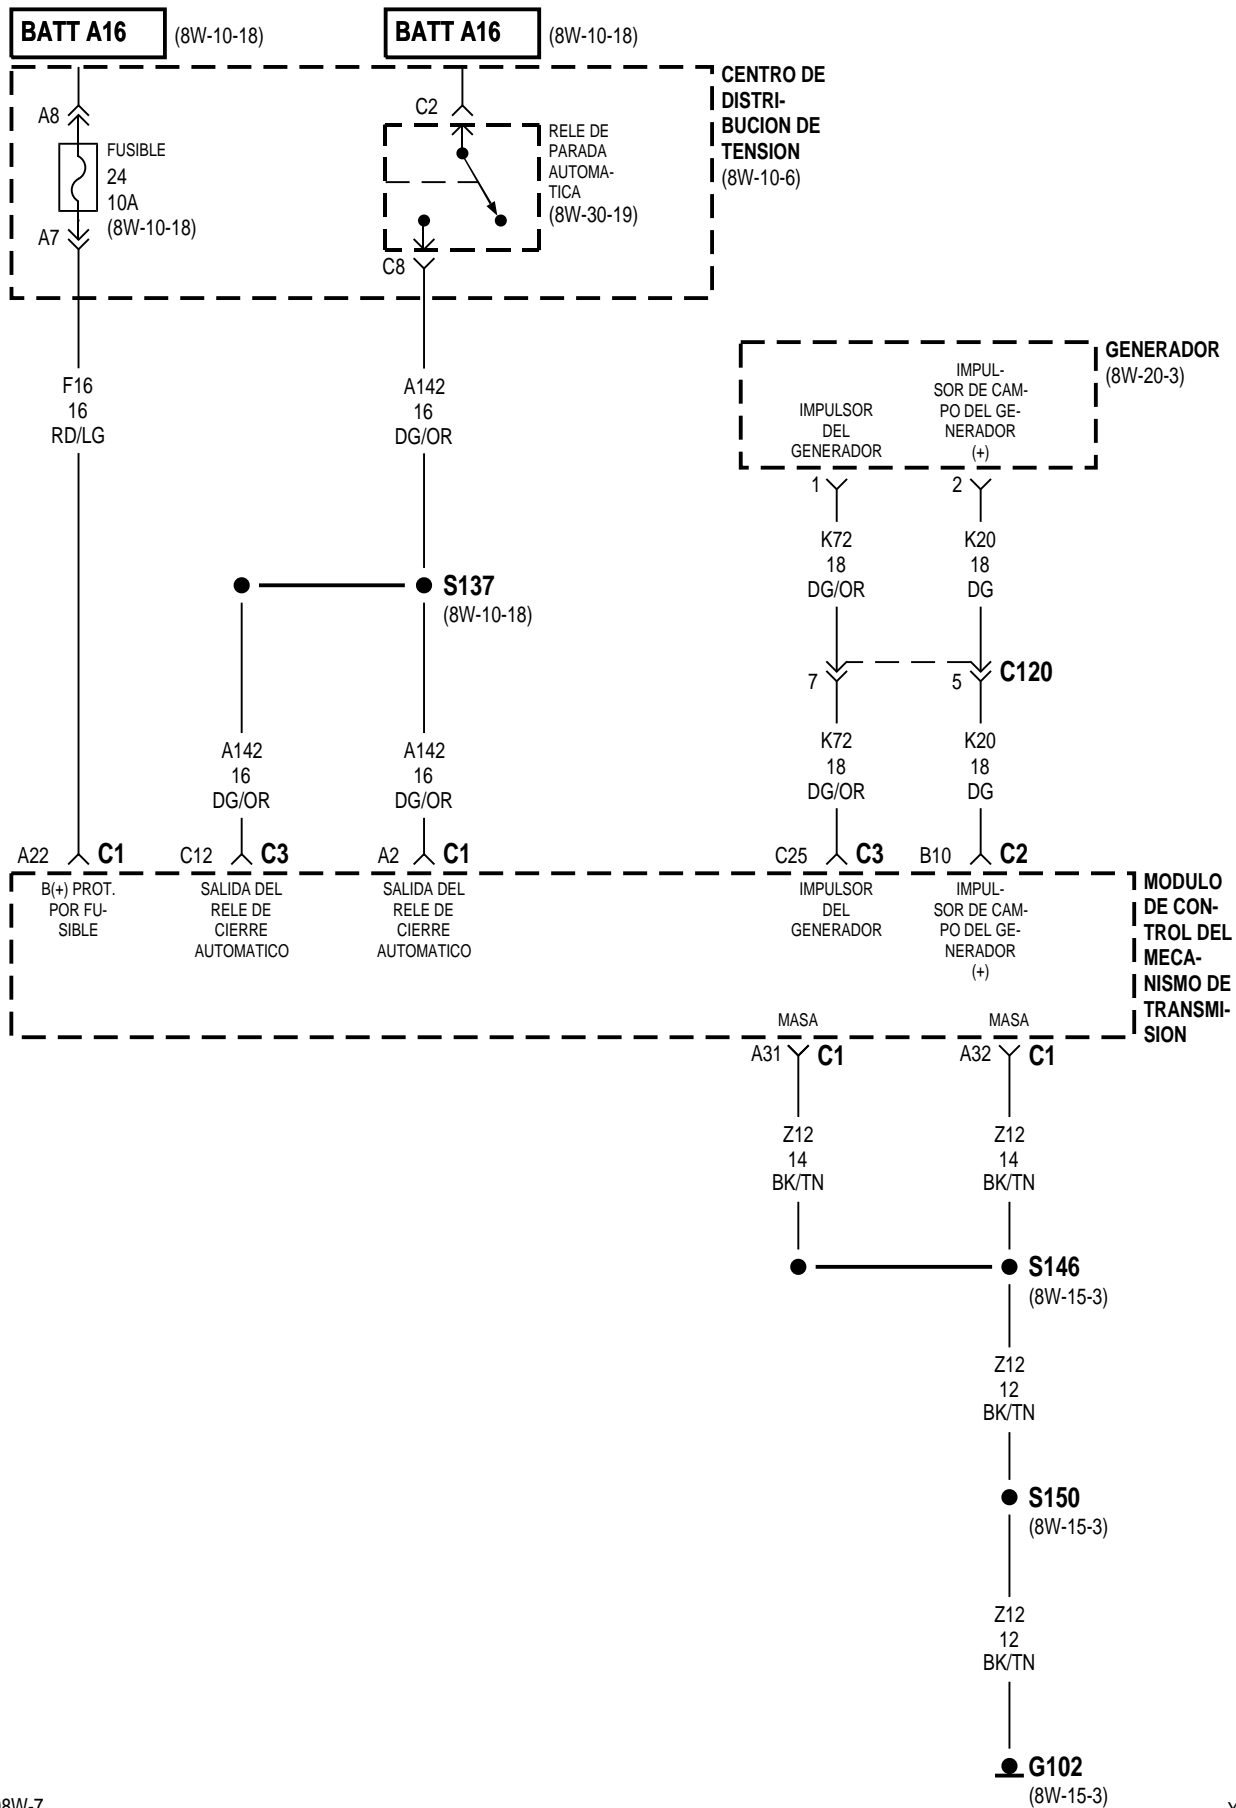 BATT A16
(8W-10-18)
BATT A16
(8W-10-18)
CENTRO DE
DISTRI-
BUCION DE
TENSION
(8W-10-6)
A8
FUSIBLE
24
10A
(8W-10-18)
A7
C2
RELE DE
PARADA
AUTOMA-
TICA
(8W-30-19)
C8
F16
16
RD/LG
A142
16
DG/OR
GENERADOR
(8W-20-3)
IMPULSOR
DEL
GENERADOR
IMPUL-
SOR DE CAM-
PO DEL GE-
NERADOR
(+)
1
2
K72
18
DG/OR
K20
18
DG
S137
(8W-10-18)
7
5
C120
A142
16
DG/OR
A142
16
DG/OR
K72
18
DG/OR
K20
18
DG
A22
C1
C12
C3
A2
C1
C25
C3
B10
C2
B(+) PROT.
POR FU-
SIBLE
SALIDA DEL
RELE DE
CIERRE
AUTOMATICO
SALIDA DEL
RELE DE
CIERRE
AUTOMATICO
IMPULSOR
DEL
GENERADOR
IMPUL-
SOR DE CAM-
PO DEL GE-
NERADOR
(+)
MODULO
DE CON-
TROL DEL
MECA-
NISMO DE
TRANSMI-
SION
MASA
MASA
A31
C1
A32
C1
Z12
14
BK/TN
Z12
14
BK/TN
S146
(8W-15-3)
Z12
12
BK/TN
S150
(8W-15-3)
Z12
12
BK/TN
G102
(8W-15-3)